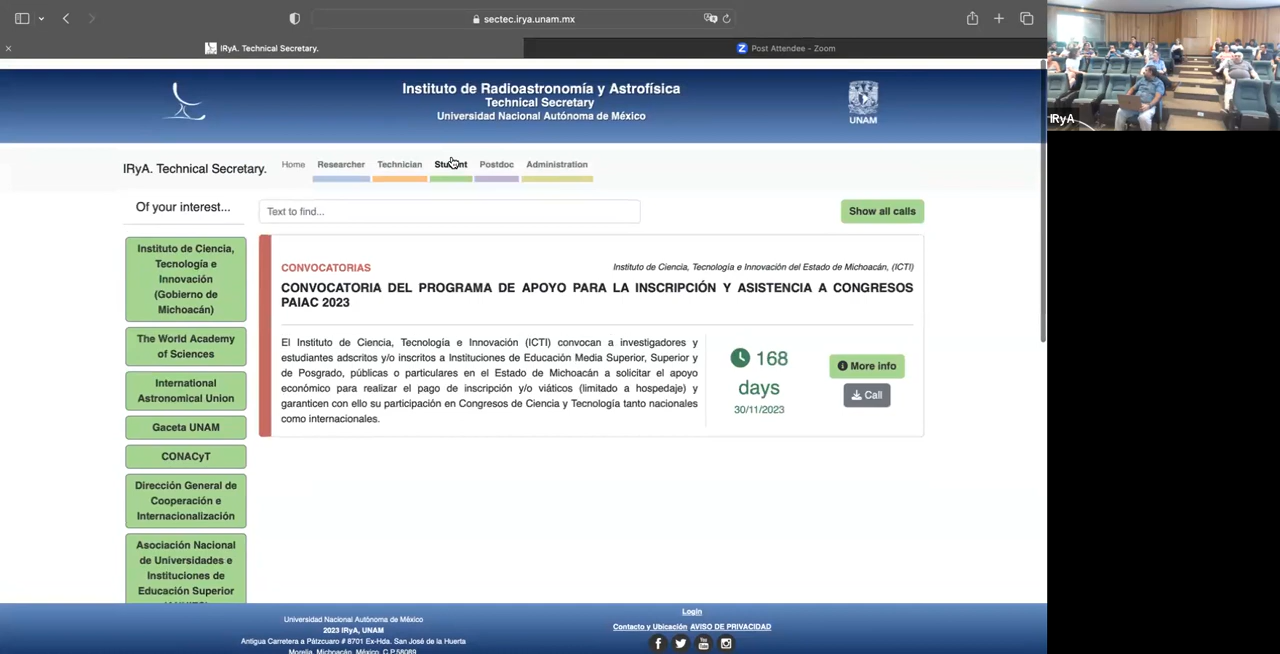 sectec.irya.unam.mx
IRyA. Technical Secretary.
Post Attendee - Zoom
Instituto de Radioastronomía y Astrofísica
Technical Secretary
Universidad Nacional Autónoma de México
UNAM
IRyA
IRyA. Technical Secretary.
Home
Researcher
Technician
Student
Postdoc
Administration
Of your interest...
Text to find...
Show all calls
Instituto de Ciencia,
Tecnología e
Innovación
(Gobierno de
Michoacán)
The World Academy
of Sciences
International
Astronomical Union
Gaceta UNAM
CONACyT
Dirección General de
Cooperación e
Internacionalización
Asociación Nacional
de Universidades e
Instituciones de
Educación Superior
CONVOCATORIAS
Instituto de Ciencia, Tecnología e Innovación del Estado de Michoacán, (ICTI)
CONVOCATORIA DEL PROGRAMA DE APOYO PARA LA INSCRIPCIÓN Y ASISTENCIA A CONGRESOS
PAIAC 2023
El Instituto de Ciencia, Tecnología e Innovación (ICTI) convocan a investigadores y
estudiantes adscritos y/o inscritos a Instituciones de Educación Media Superior, Superior y
de Posgrado, públicas o particulares en el Estado de Michoacán a solicitar el apoyo
económico para realizar el pago de inscripción y/o viáticos (limitado a hospedaje) y
garanticen con ello su participación en Congresos de Ciencia y Tecnología tanto nacionales
como internacionales.
168
days
30/11/2023
More info
Call
Universidad Nacional Autónoma de México
2023 IRyA, UNAM
Antigua Carretera a Pátzcuaro # 8701 Ex-Hda. San José de la Huerta
Morelia, Michoacán, México. C.P.58089
Login
Contacto y Ubicación AVISO DE PRIVACIDAD